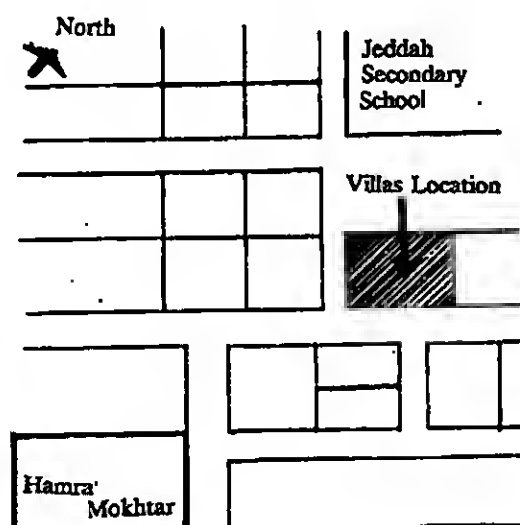 North
Jeddah
Secondary
School
Villas Location
Hamra
Mokhtar